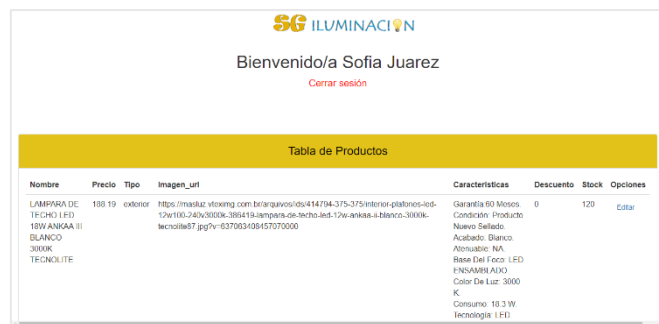 SG ILUMINACIÓN
Bienvenido/a Sofia Juarez
Cerrar sesión
Tabla de Productos
Nombre Precio Tipo Imagen_url Caracteristicas Descuento Stock Opciones
LAMPARA DE
TECHO LED
18W ANKAA III
BLANCO
3000K
TECNOLITE
188.19
exterior
https://masluz.vteximg.com.br/arquivos/ids/414794-375-375/interior-plafones-led-
12w100-240v3000k-386419-lampara-de-techo-led-12w-ankaa-ii-blanco-3000k-
tecnolite87.jpg?v=637063408457070000
Garantía:60 Meses.
Condición: Producto
Nuevo Sellado.
Acabado: Blanco.
Atenuable: NA.
Base Del Foco: LED
ENSAMBLADO.
Color De Luz: 3000
K.
Consumo: 18.3 W.
Tecnología: LED.
0
120
Editar